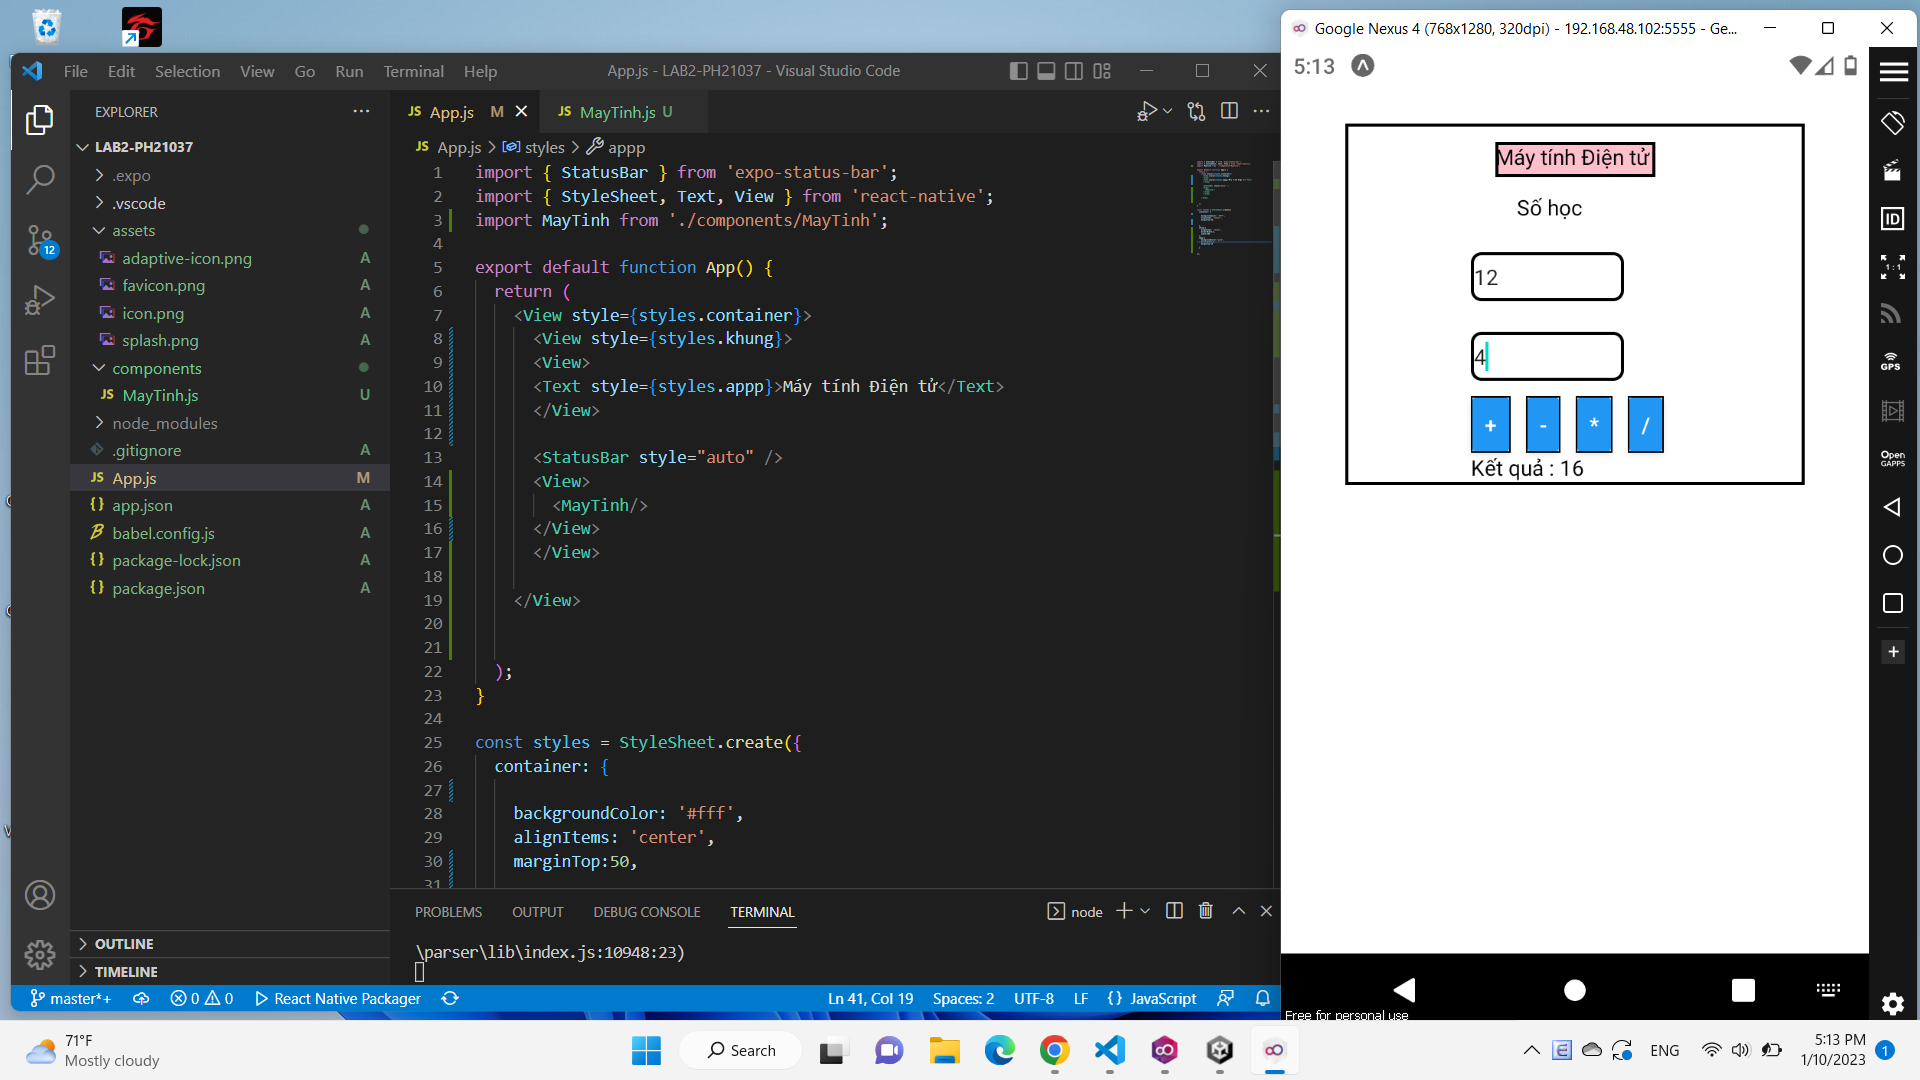 File Edit Selection View Go Run Terminal Help
App.js - LAB2-PH21037 - Visual Studio Code
EXPLORER
LAB2-PH21037
.expo
.vscode
assets
adaptive-icon.png A
favicon.png A
icon.png A
splash.png A
components
MayTinh.js U
node_modules
.gitignore A
App.js M
app.json A
babel.config.js A
package-lock.json A
package.json A
OUTLINE
TIMELINE
12
JS App.js M
JS MayTinh.js U
JS App.js > styles > appp
1 import { StatusBar } from 'expo-status-bar';
2 import { StyleSheet, Text, View } from 'react-native';
3 import MayTinh from './components/MayTinh';
4
5 export default function App() {
6 return (
7 <View style={styles.container}>
8 <View style={styles.khung}>
9 <View>
10 <Text style={styles.appp}>Máy tính Điện tử</Text>
11 </View>
12
13 <StatusBar style="auto" />
14 <View>
15 <MayTinh/>
16 </View>
17 </View>
18
19 </View>
20
21
22 );
23 }
24
25 const styles = StyleSheet.create({
26 container: {
27
28 backgroundColor: '#fff',
29 alignItems: 'center',
30 marginTop:50,
31
PROBLEMS OUTPUT DEBUG CONSOLE TERMINAL
node
\parser\lib\index.js:10948:23)
master*+ 0 0 React Native Packager
Ln 41, Col 19 Spaces: 2 UTF-8 LF {} JavaScript
Google Nexus 4 (768x1280, 320dpi) - 192.168.48.102:5555 - Ge...
5:13
Máy tính Điện tử
Số học
12
4
+ - * /
Kết quả : 16
ID
1:1
GPS
Open
GAPPS
Free for personal use
71°F
Mostly cloudy
Search
ENG
5:13 PM
1/10/2023
1